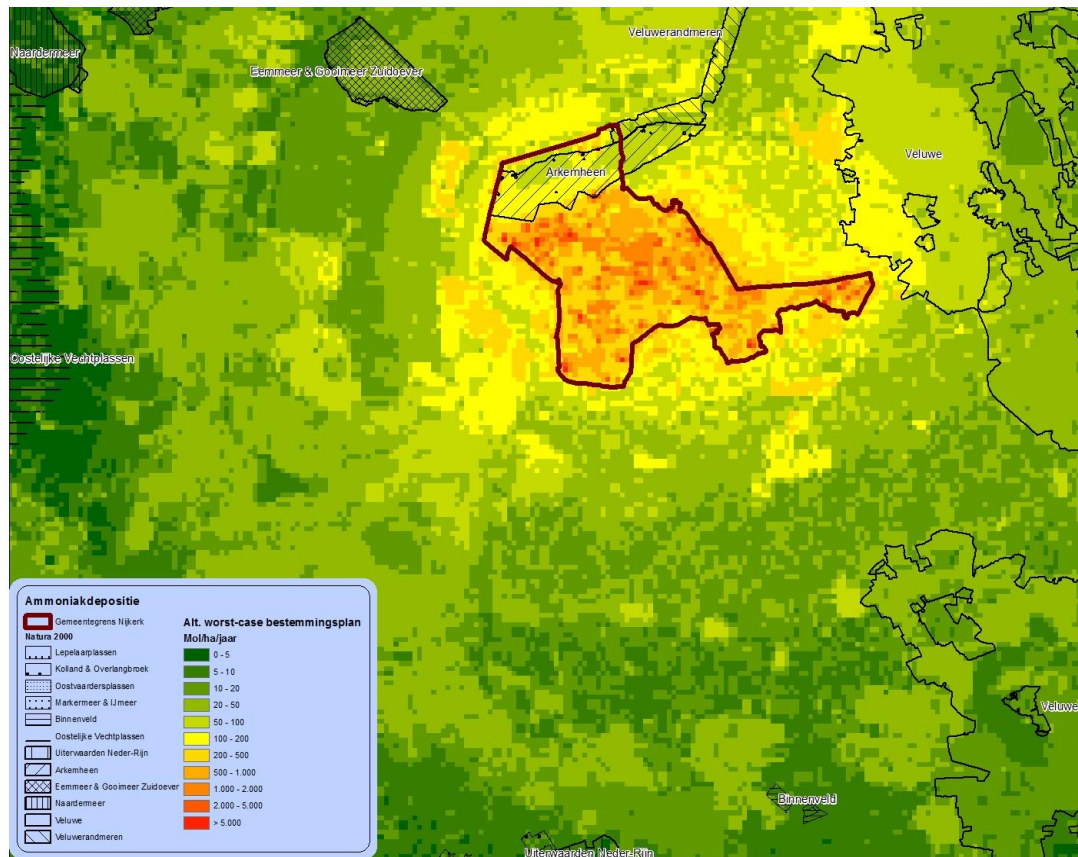 Veluwerandmeren
Naardermeer
Eemmeer & Gooimeer Zuidoever
Veluwe
Arkemheen
Oostelijke Vechtplassen
Veluwe
Binnenveld
Uiterwaarden Neder-Rijn
Ammoniakdepositie
Gemeentegrens Nijkerk
Natura 2000
Lepelaarplassen
Kolland & Overlangbroek
Oostvaardersplassen
Markermeer & IJmeer
Binnenveld
Oostelijke Vechtplassen
Uiterwaarden Neder-Rijn
Arkemheen
Eemmeer & Gooimeer Zuidoever
Naardermeer
Veluwe
Veluwerandmeren
Alt. worst-case bestemmingsplan
Mol/ha/jaar
0 - 5
5 - 10
10 - 20
20 - 50
50 - 100
100 - 200
200 - 500
500 - 1.000
1.000 - 2.000
2.000 - 5.000
> 5.000